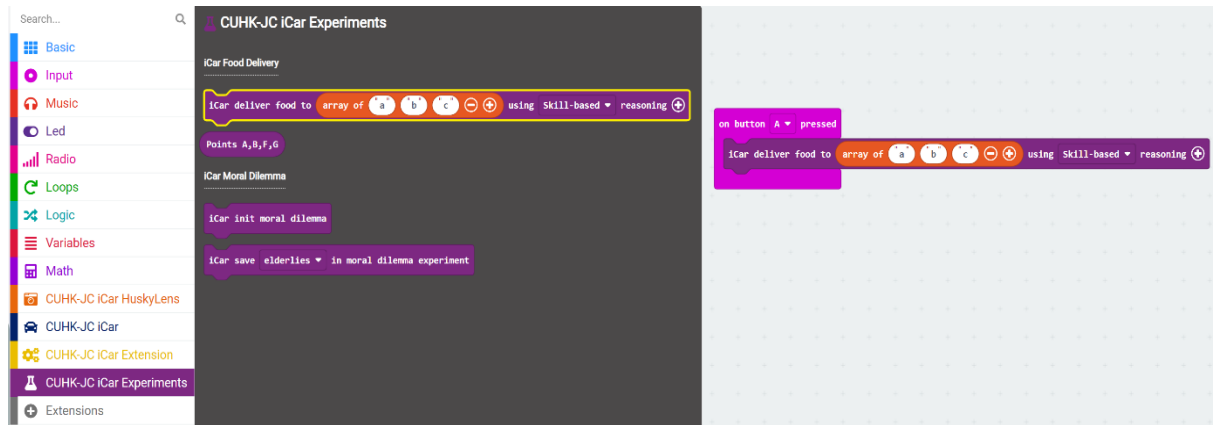 Search...
Basic
Input
Music
Led
Radio
Loops
Logic
Variables
Math
CUHK-JC iCar HuskyLens
CUHK-JC iCar
CUHK-JC iCar Extension
CUHK-JC iCar Experiments
Extensions
CUHK-JC iCar Experiments
iCar Food Delivery
iCar deliver food to array of "a" "b" "c" using Skill-based reasoning
Points A,B,F,G
iCar Moral Dilemma
iCar init moral dilemma
iCar save elderlies in moral dilemma experiment
on button A pressed
iCar deliver food to array of "a" "b" "c" using Skill-based reasoning